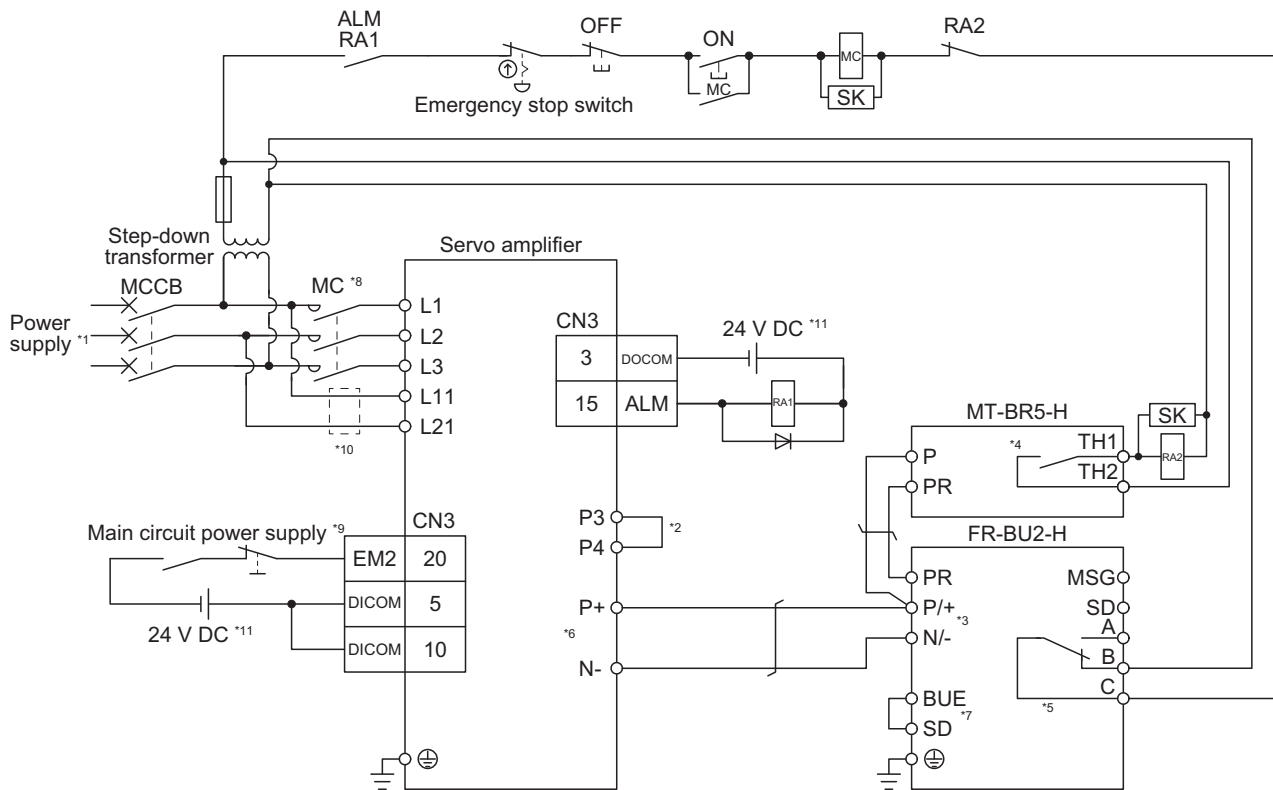 ALM
RA1
OFF
ON
MC
MC
SK
RA2
Emergency stop switch
Step-down
transformer
MCCB
MC *8
Power
supply *1
Servo amplifier
L1
L2
L3
L11
L21
*10
CN3
3 DOCOM
15 ALM
24 V DC *11
RA1
MT-BR5-H
P
PR
*4
TH1
TH2
SK
RA2
Main circuit power supply *9
CN3
EM2 20
DICOM 5
DICOM 10
24 V DC *11
P3
P4
*2
P+
*6
N-
FR-BU2-H
PR
P/+
*3
N/-
BUE
SD *7
MSG
SD
A
B
C
*5